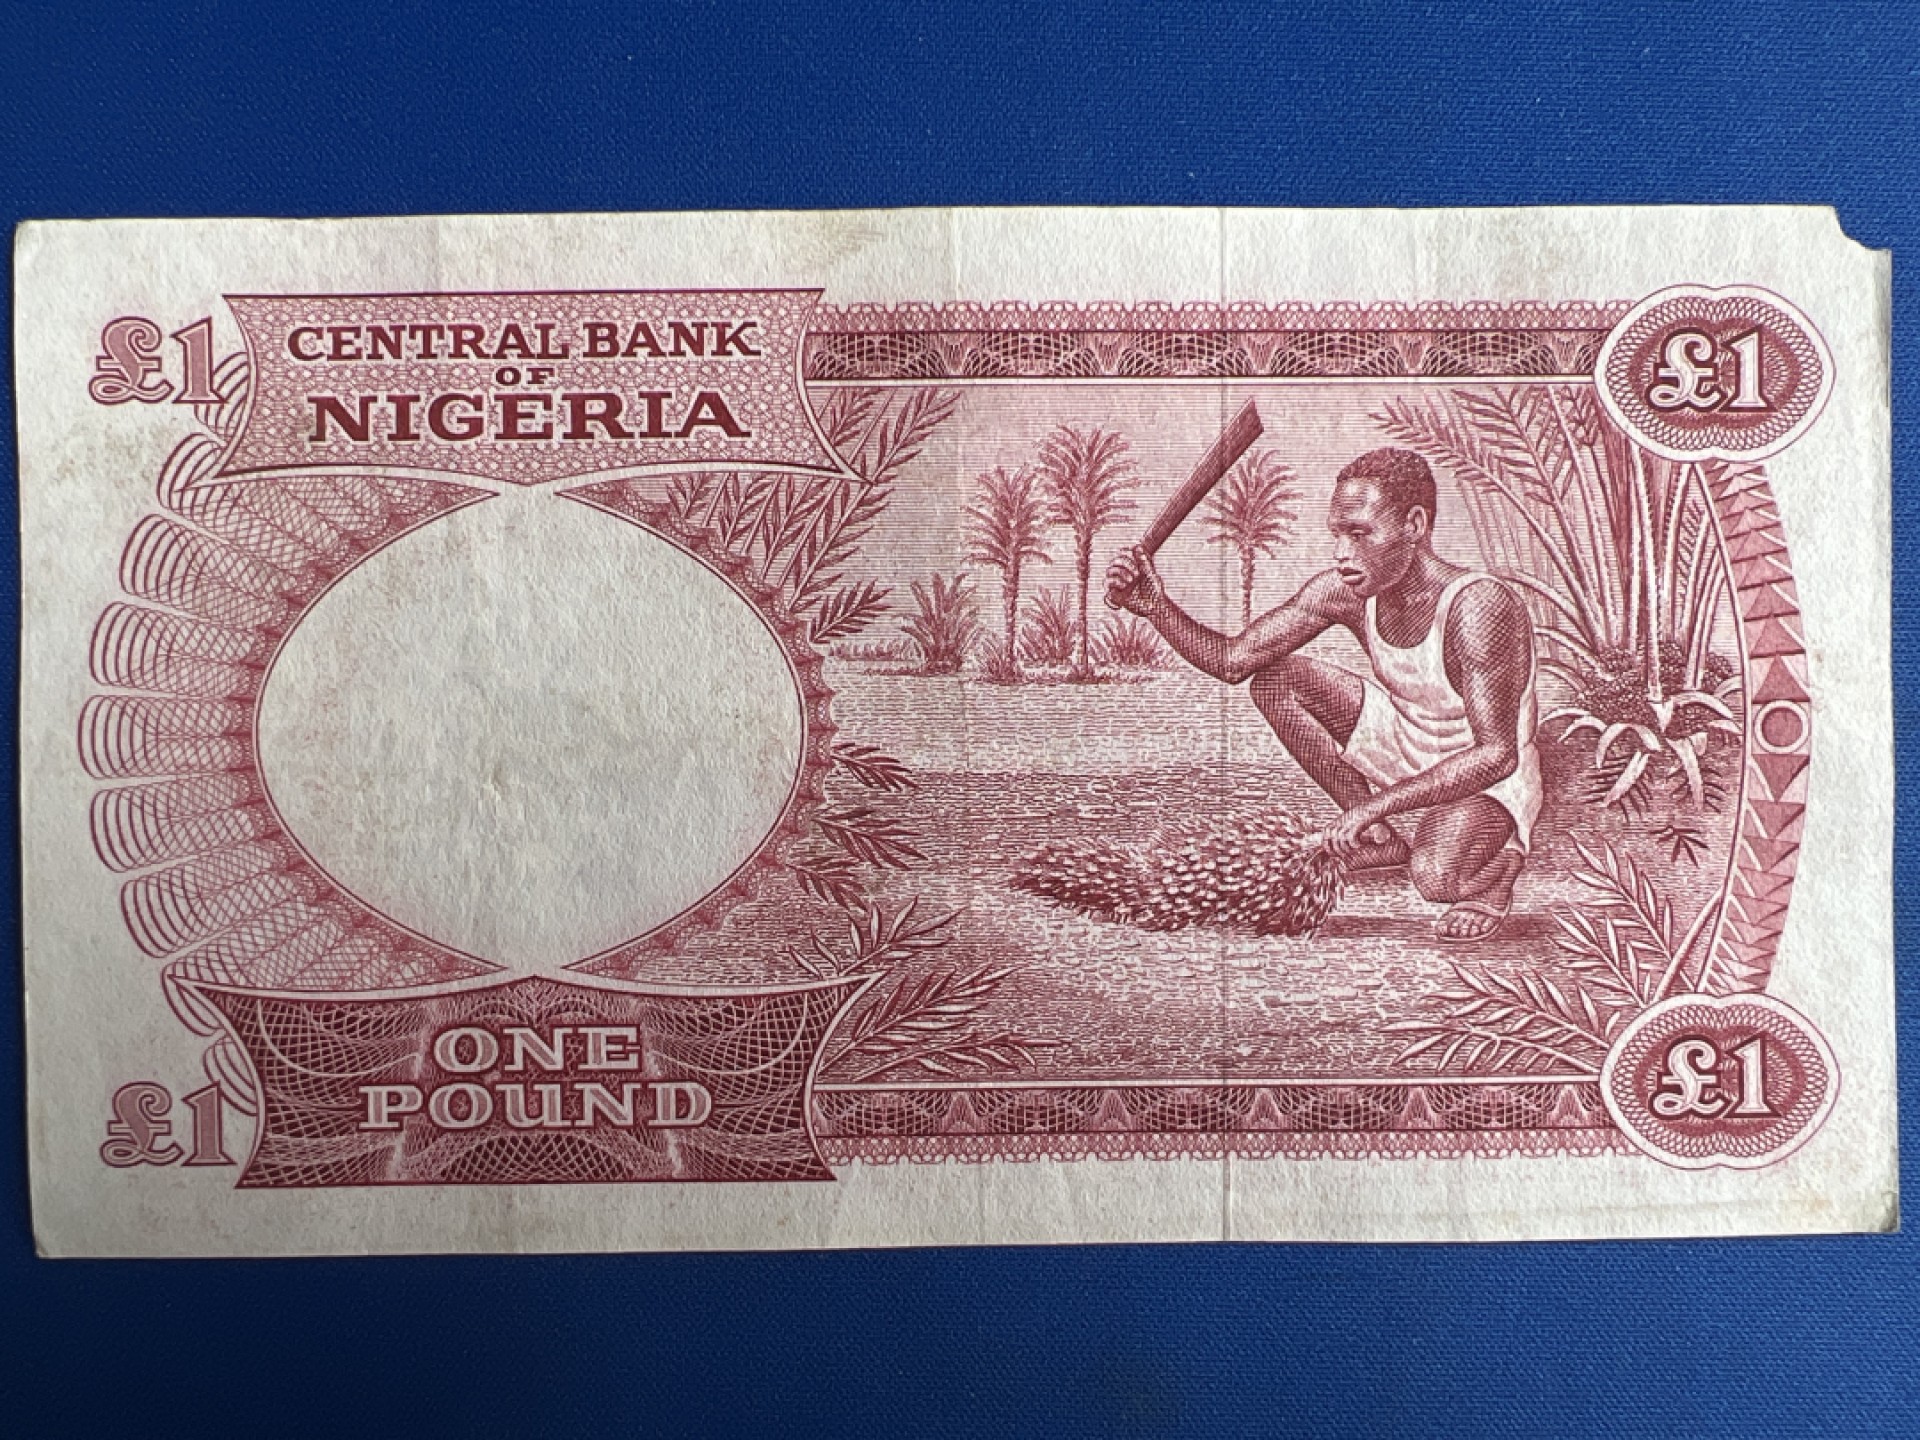 £1
CENTRAL BANK
OF
NIGERIA
£1
£1
ONE
POUND
£1